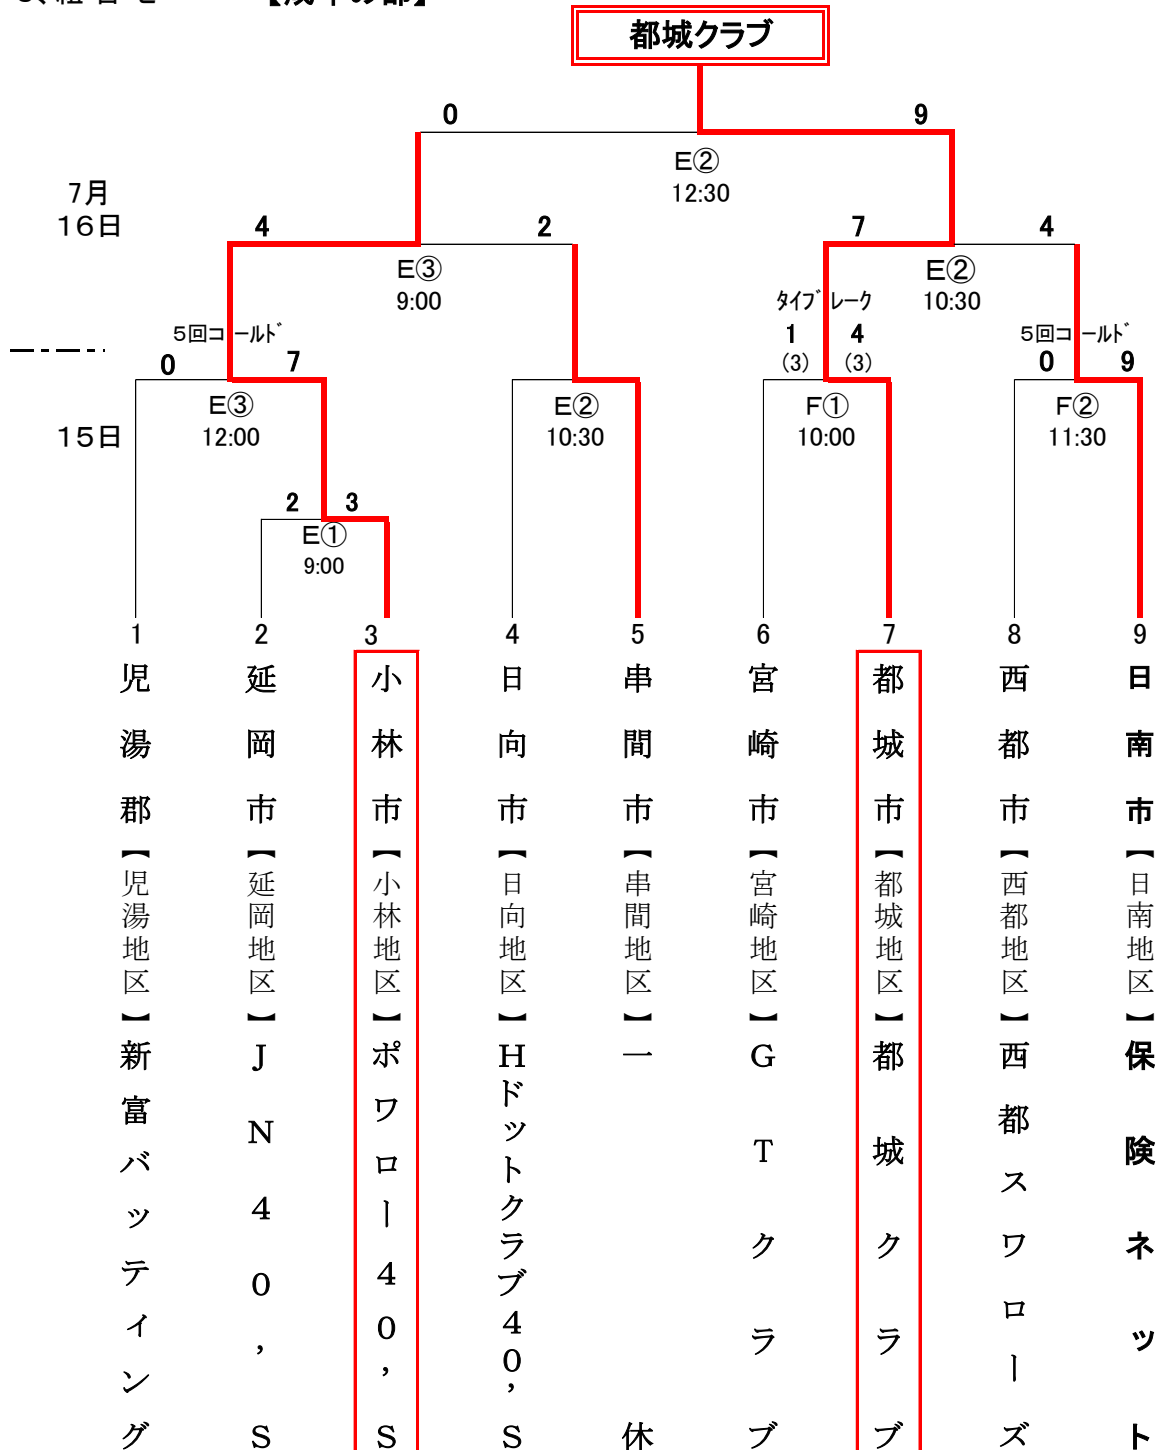 の部】
都城クラブ
0 9
E②
12:30
7月
16日
4 2 7 4
E③
9:00
E②
10:30
タイブレーク
5回コールド
1 4
(3) (3)
5回コールド
0 7
0 9
E③
12:00
E②
10:30
F①
10:00
F②
11:30
15日
2 3
E①
9:00
1 2 3 4 5 6 7 8 9
児湯郡【児湯地区】新富バッティング
延岡市【延岡地区】JN40,S
小林市【小林地区】ポワロー40,S
日向市【日向地区】Hドットクラブ40,S
串間市【串間地区】一休
宮崎市【宮崎地区】GTクラブ
都城市【都城地区】都城クラブ
西都市【西都地区】西都スワローズ
日南市【日南地区】保険ネット